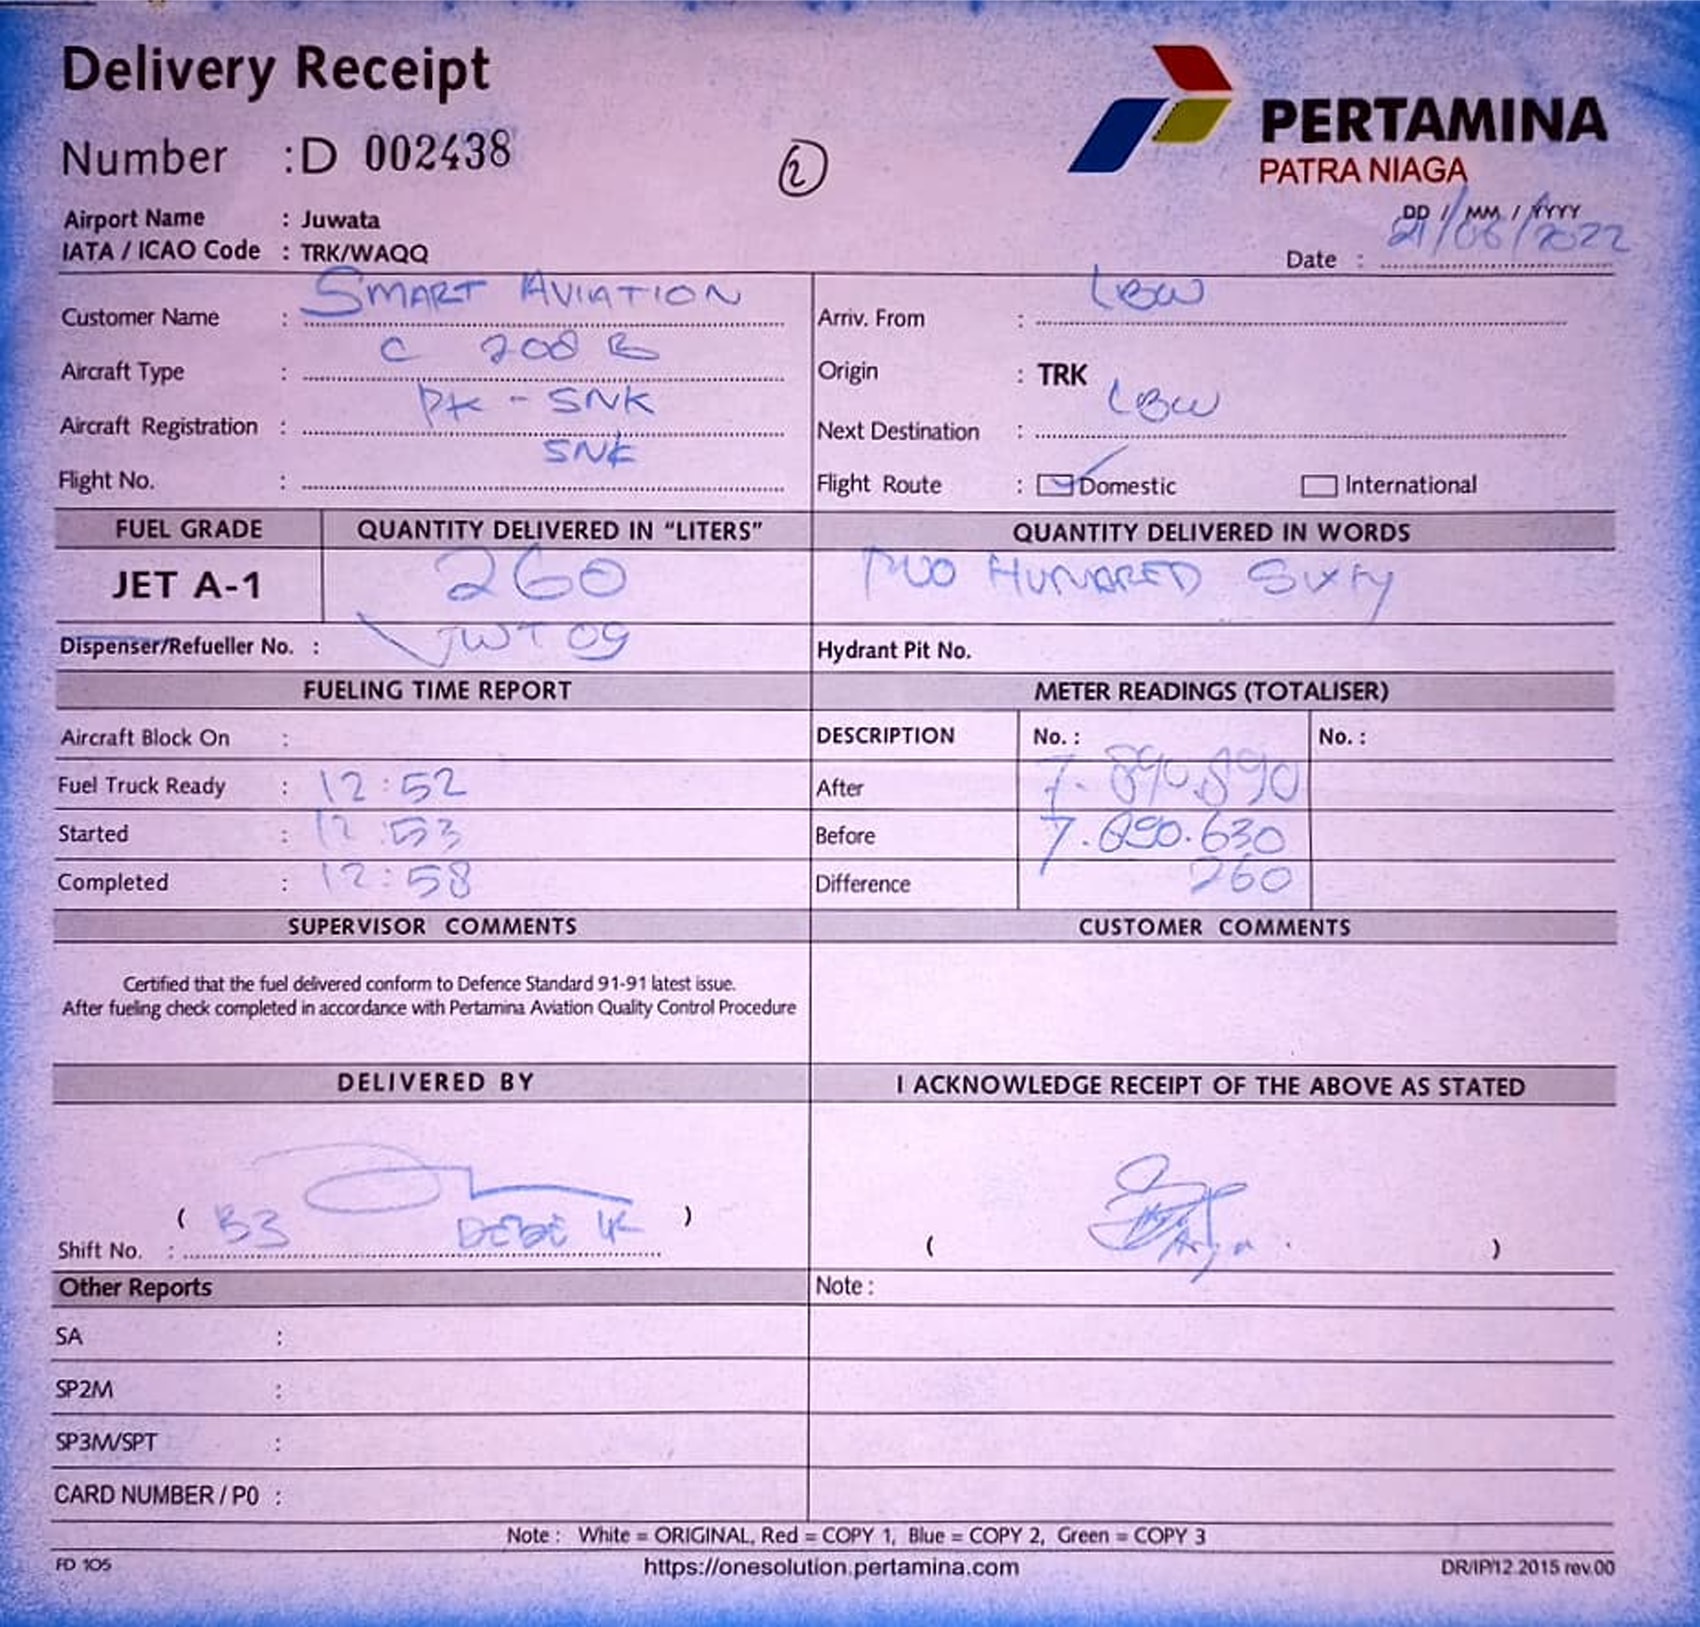 Delivery Receipt
Number : D 002438
2
PERTAMINA
PATRA NIAGA
Airport Name : Juwata
IATA / ICAO Code : TRK/WAQQ
DD / MM / YYYY
Date : 21/06/2022
Customer Name : SMART AVIATION
Arriv. From : LBW
Aircraft Type : C 208 B
Origin : TRK
Aircraft Registration : PK - SNK
Next Destination : LBW
Flight No. : SNK
Flight Route : Domestic International
FUEL GRADE QUANTITY DELIVERED IN "LITERS" QUANTITY DELIVERED IN WORDS
JET A-1 260 TWO HUNDRED SIXTY
Dispenser/Refueller No. : JWT 09 Hydrant Pit No.
FUELING TIME REPORT METER READINGS (TOTALISER)
Aircraft Block On : DESCRIPTION No. : No. :
Fuel Truck Ready : 12:52 After 7.890.890
Started : 12:53 Before 7.890.630
Completed : 12:58 Difference 260
SUPERVISOR COMMENTS CUSTOMER COMMENTS
Certified that the fuel delivered conform to Defence Standard 91-91 latest issue.
After fueling check completed in accordance with Pertamina Aviation Quality Control Procedure
DELIVERED BY I ACKNOWLEDGE RECEIPT OF THE ABOVE AS STATED
( B3 )
Shift No. : ( )
Other Reports Note :
SA :
SP2M :
SP3M/SPT :
CARD NUMBER / PO :
Note : White = ORIGINAL, Red = COPY 1, Blue = COPY 2, Green = COPY 3
FD 105 https://onesolution.pertamina.com DR/IP/12 2015 rev.00